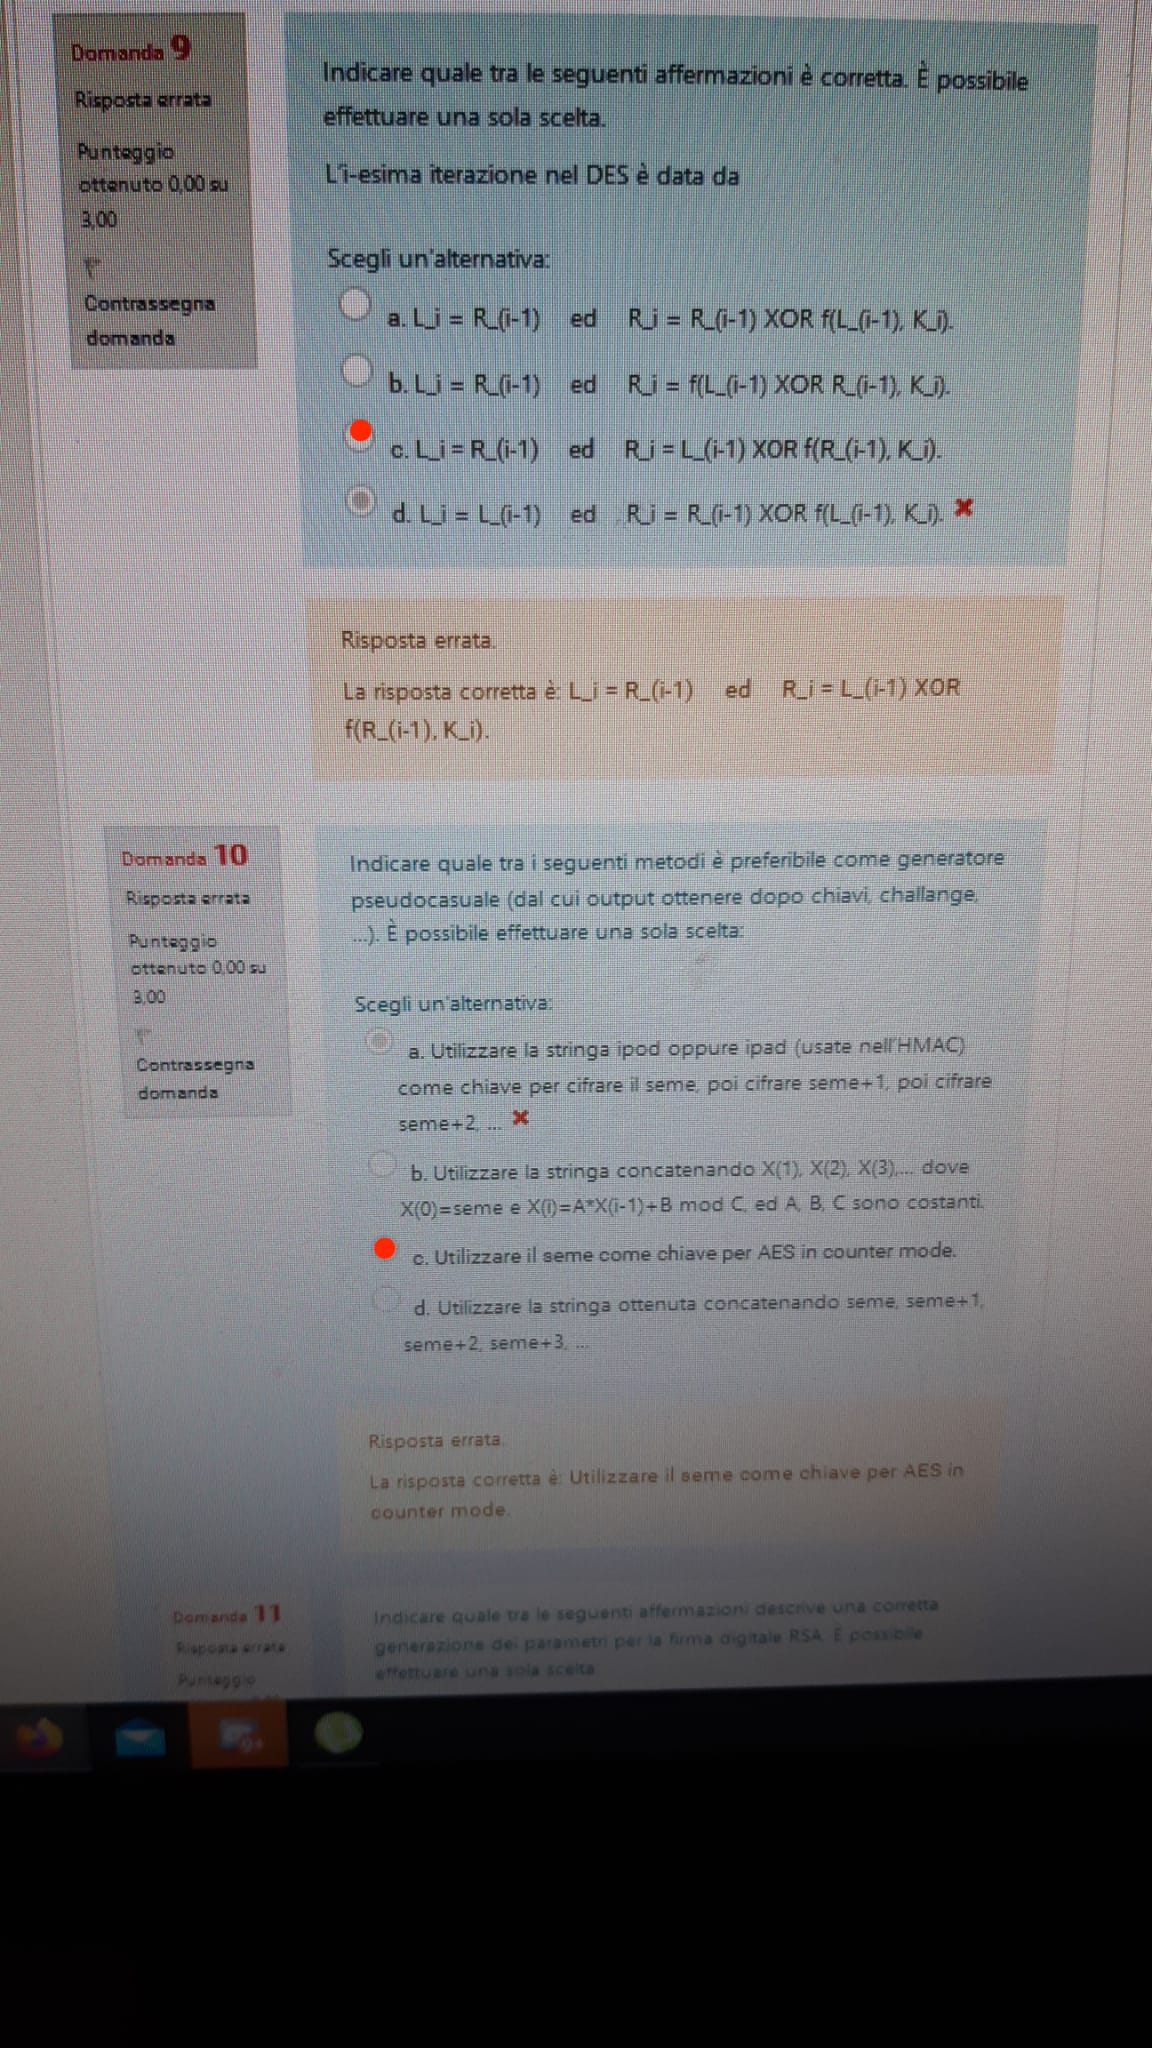 Domanda 9
Risposta errata
Punteggio
ottenuto 0,00 su
3,00
Contrassegna
domanda
Indicare quale tra le seguenti affermazioni è corretta. È possibile
effettuare una sola scelta.
L'i-esima iterazione nel DES è data da
Scegli un'alternativa:
a. L_i = R_(i-1) ed R_i = R_(i-1) XOR f(L_(i-1), K_i).
b. L_i = R_(i-1) ed R_i = f(L_(i-1) XOR R_(i-1), K_i).
c. L_i = R_(i-1) ed R_i = L_(i-1) XOR f(R_(i-1), K_i).
d. L_i = L_(i-1) ed R_i = R_(i-1) XOR f(L_(i-1), K_i).
Risposta errata.
La risposta corretta è: L_i = R_(i-1) ed R_i = L_(i-1) XOR
f(R_(i-1), K_i).
Domanda 10
Risposta errata
Punteggio
ottenuto 0,00 su
3,00
Contrassegna
domanda
Indicare quale tra i seguenti metodi è preferibile come generatore
pseudocasuale (dal cui output ottenere dopo chiavi, challange,
...). È possibile effettuare una sola scelta:
Scegli un'alternativa:
a. Utilizzare la stringa ipod oppure ipad (usate nell'HMAC)
come chiave per cifrare il seme, poi cifrare seme+1, poi cifrare
seme+2, ...
b. Utilizzare la stringa concatenando X(1), X(2), X(3),... dove
X(0)=seme e X(i)=A*X(i-1)+B mod C, ed A, B, C sono costanti.
c. Utilizzare il seme come chiave per AES in counter mode.
d. Utilizzare la stringa ottenuta concatenando seme, seme+1,
seme+2, seme+3, ...
Risposta errata.
La risposta corretta è: Utilizzare il seme come chiave per AES in
counter mode.
Domanda 11
Risposta errata
Punteggio
Indicare quale tra le seguenti affermazioni descrive una corretta
generazione dei parametri per la firma digitale RSA. È possibile
effettuare una sola scelta